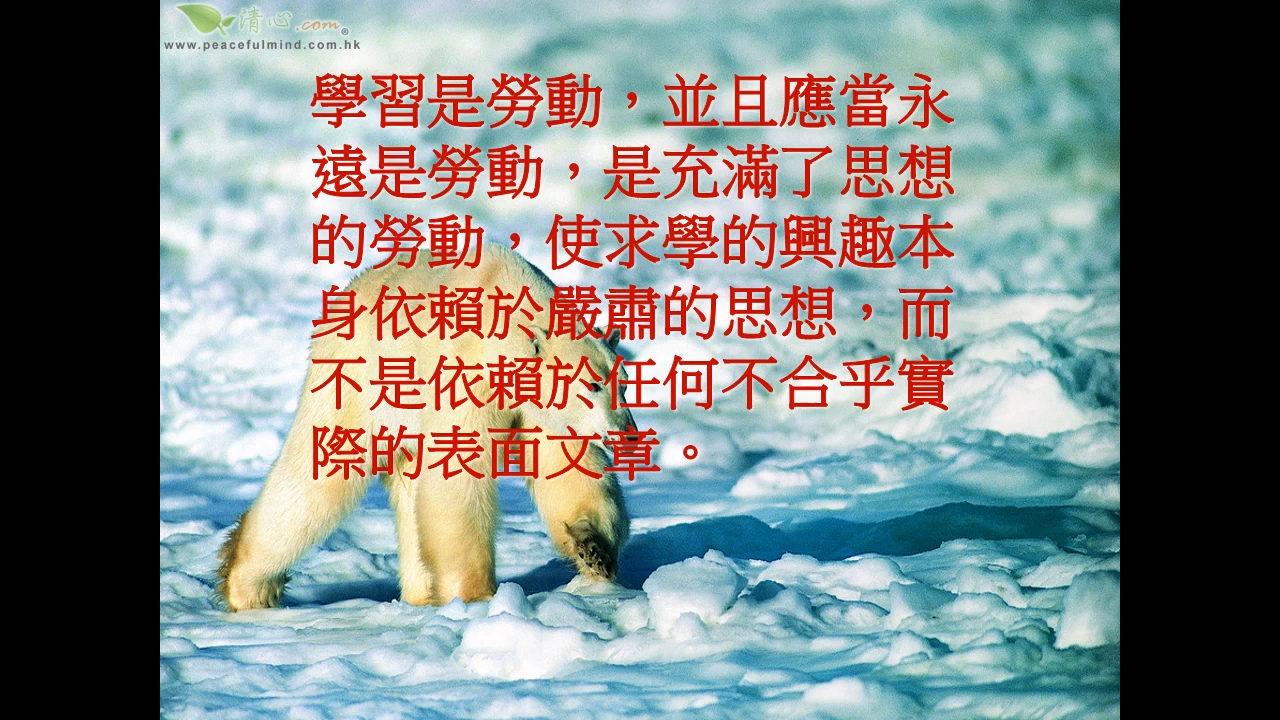 清心.com®
www.peacefulmind.com.hk
學習是勞動，並且應當永
遠是勞動，是充滿了思想
的勞動，使求學的興趣本
身依賴於嚴肅的思想，而
不是依賴於任何不合乎實
際的表面文章。